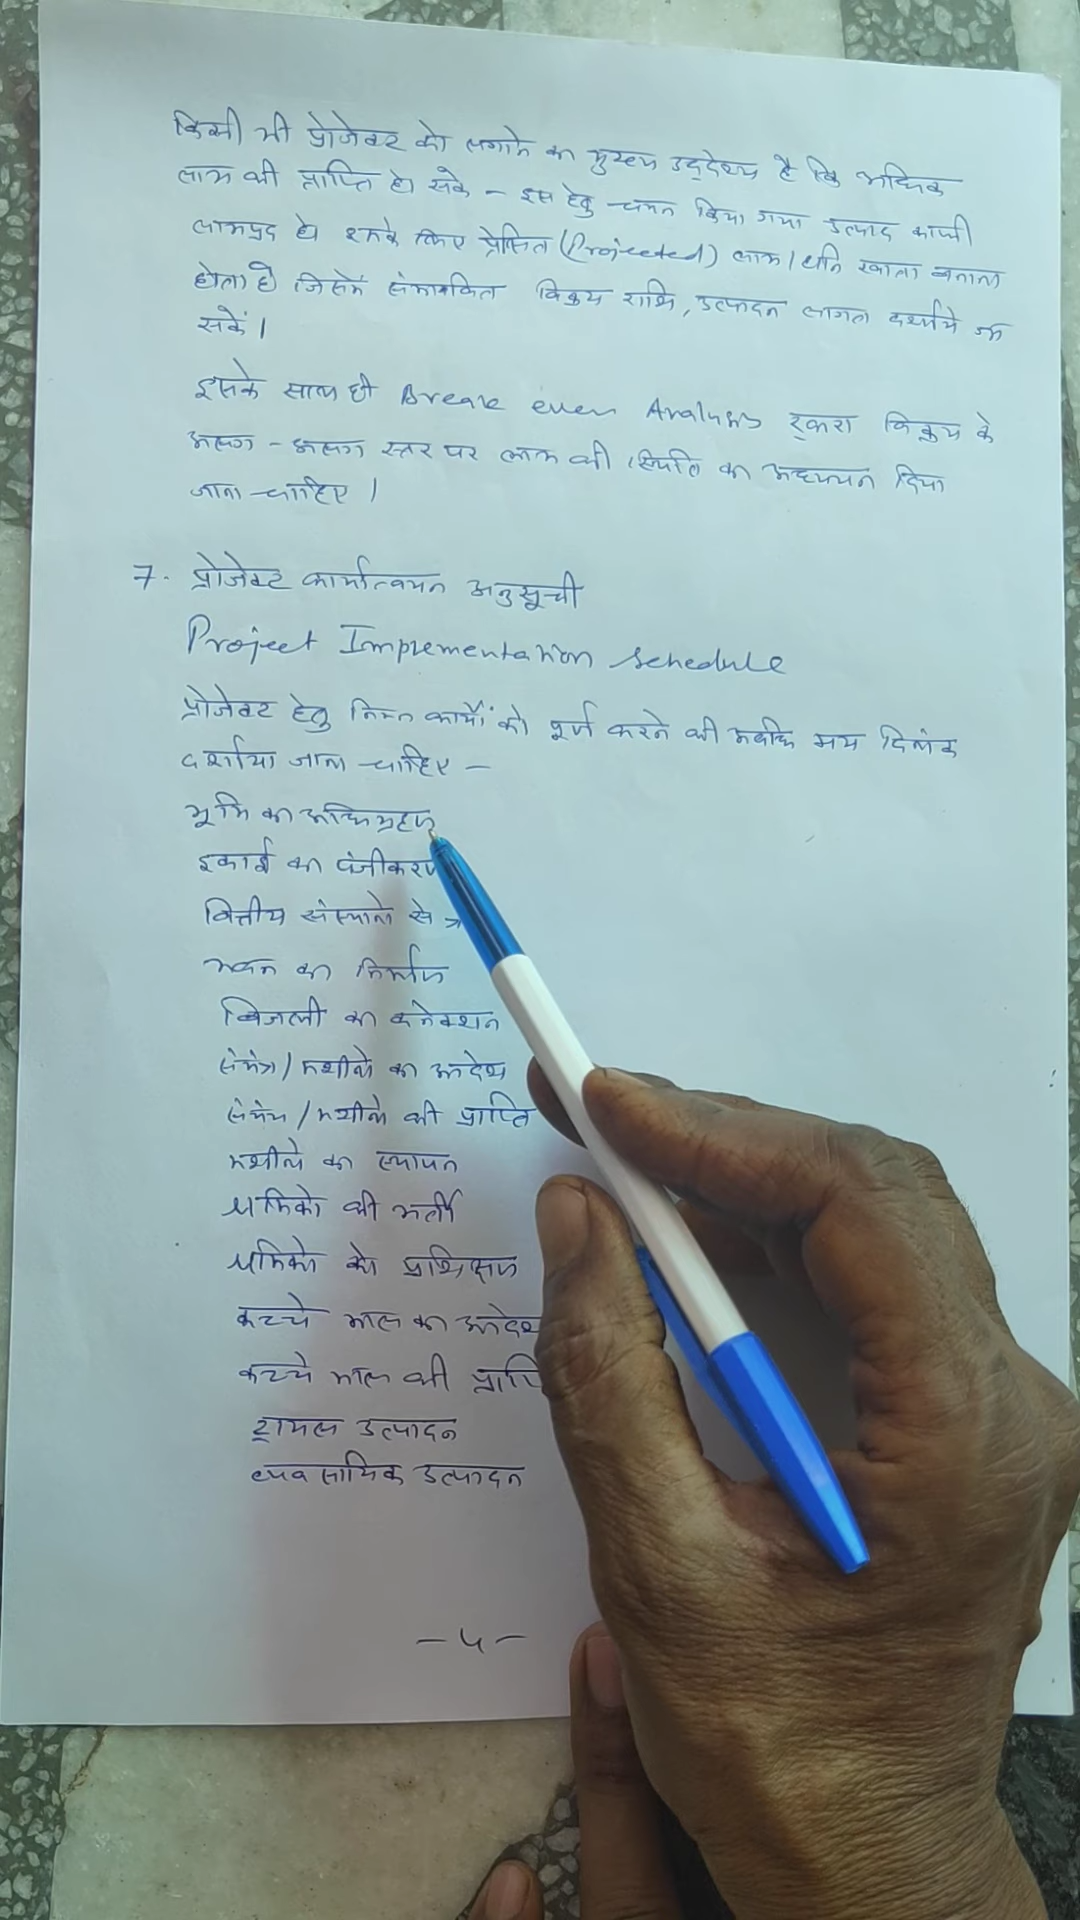 किसी भी प्रोजेक्ट को लगाने का मुख्य उद्देश्य है कि अधिक
लाभ की प्राप्ति हो सके - इस हेतु चयन किया गया उत्पाद काफी
लाभप्रद हो इसके लिए प्रेसित (Projected) लाभ/हानि खाता बनाना
होता है जिसमें संभावित विक्रय राशि, उत्पादन लागत दर्शाये जा
सकें।
इसके साथ ही Break even Analysis द्वारा विक्रय के
अलग - अलग स्तर पर लाभ की स्थिति का अध्ययन किया
जाना चाहिए।
7. प्रोजेक्ट कार्यान्वयन अनुसूची
Project Implementation Schedule
प्रोजेक्ट हेतु निम्न कार्यों को पूर्ण करने की अवधि मय दिनांक
दर्शाया जाना चाहिए -
भूमि का अधिग्रहण
इकाई का पंजीकरण
वित्तीय संस्थानो से
भवन का निर्माण
बिजली का कनेक्शन
संयंत्र/मशीनो का आदेश
संयंत्र/मशीनो की प्राप्ति
मशीनो का स्थापन
श्रमिको की भर्ती
श्रमिको को प्रशिक्षण
कच्चे माल का आदेश
कच्चे माल की प्राप्ति
ट्रायल उत्पादन
व्यवसायिक उत्पादन
-५-